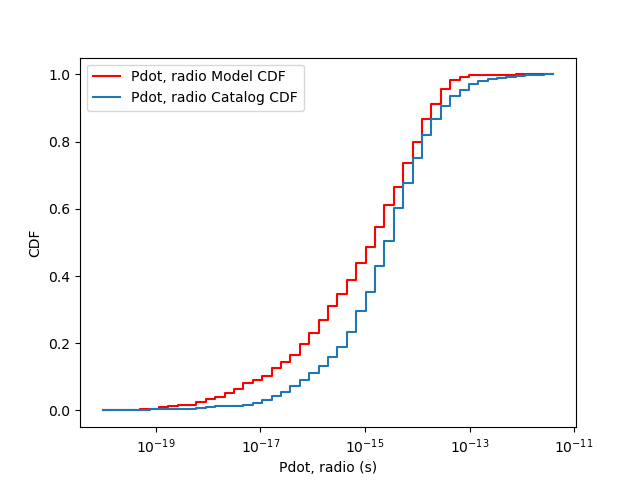 Pdot, radio Model CDF
Pdot, radio Catalog CDF
CDF
1.0
0.8
0.6
0.4
0.2
0.0
10⁻¹⁹ 10⁻¹⁷ 10⁻¹⁵ 10⁻¹³ 10⁻¹¹
Pdot, radio (s)